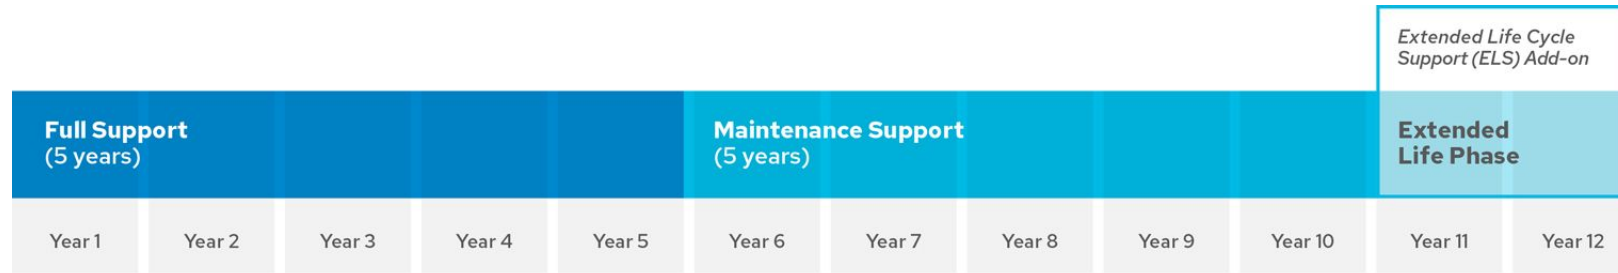 Extended Life Cycle
Support (ELS) Add-on
Full Support
(5 years)
Maintenance Support
(5 years)
Extended
Life Phase
Year 1
Year 2
Year 3
Year 4
Year 5
Year 6
Year 7
Year 8
Year 9
Year 10
Year 11
Year 12